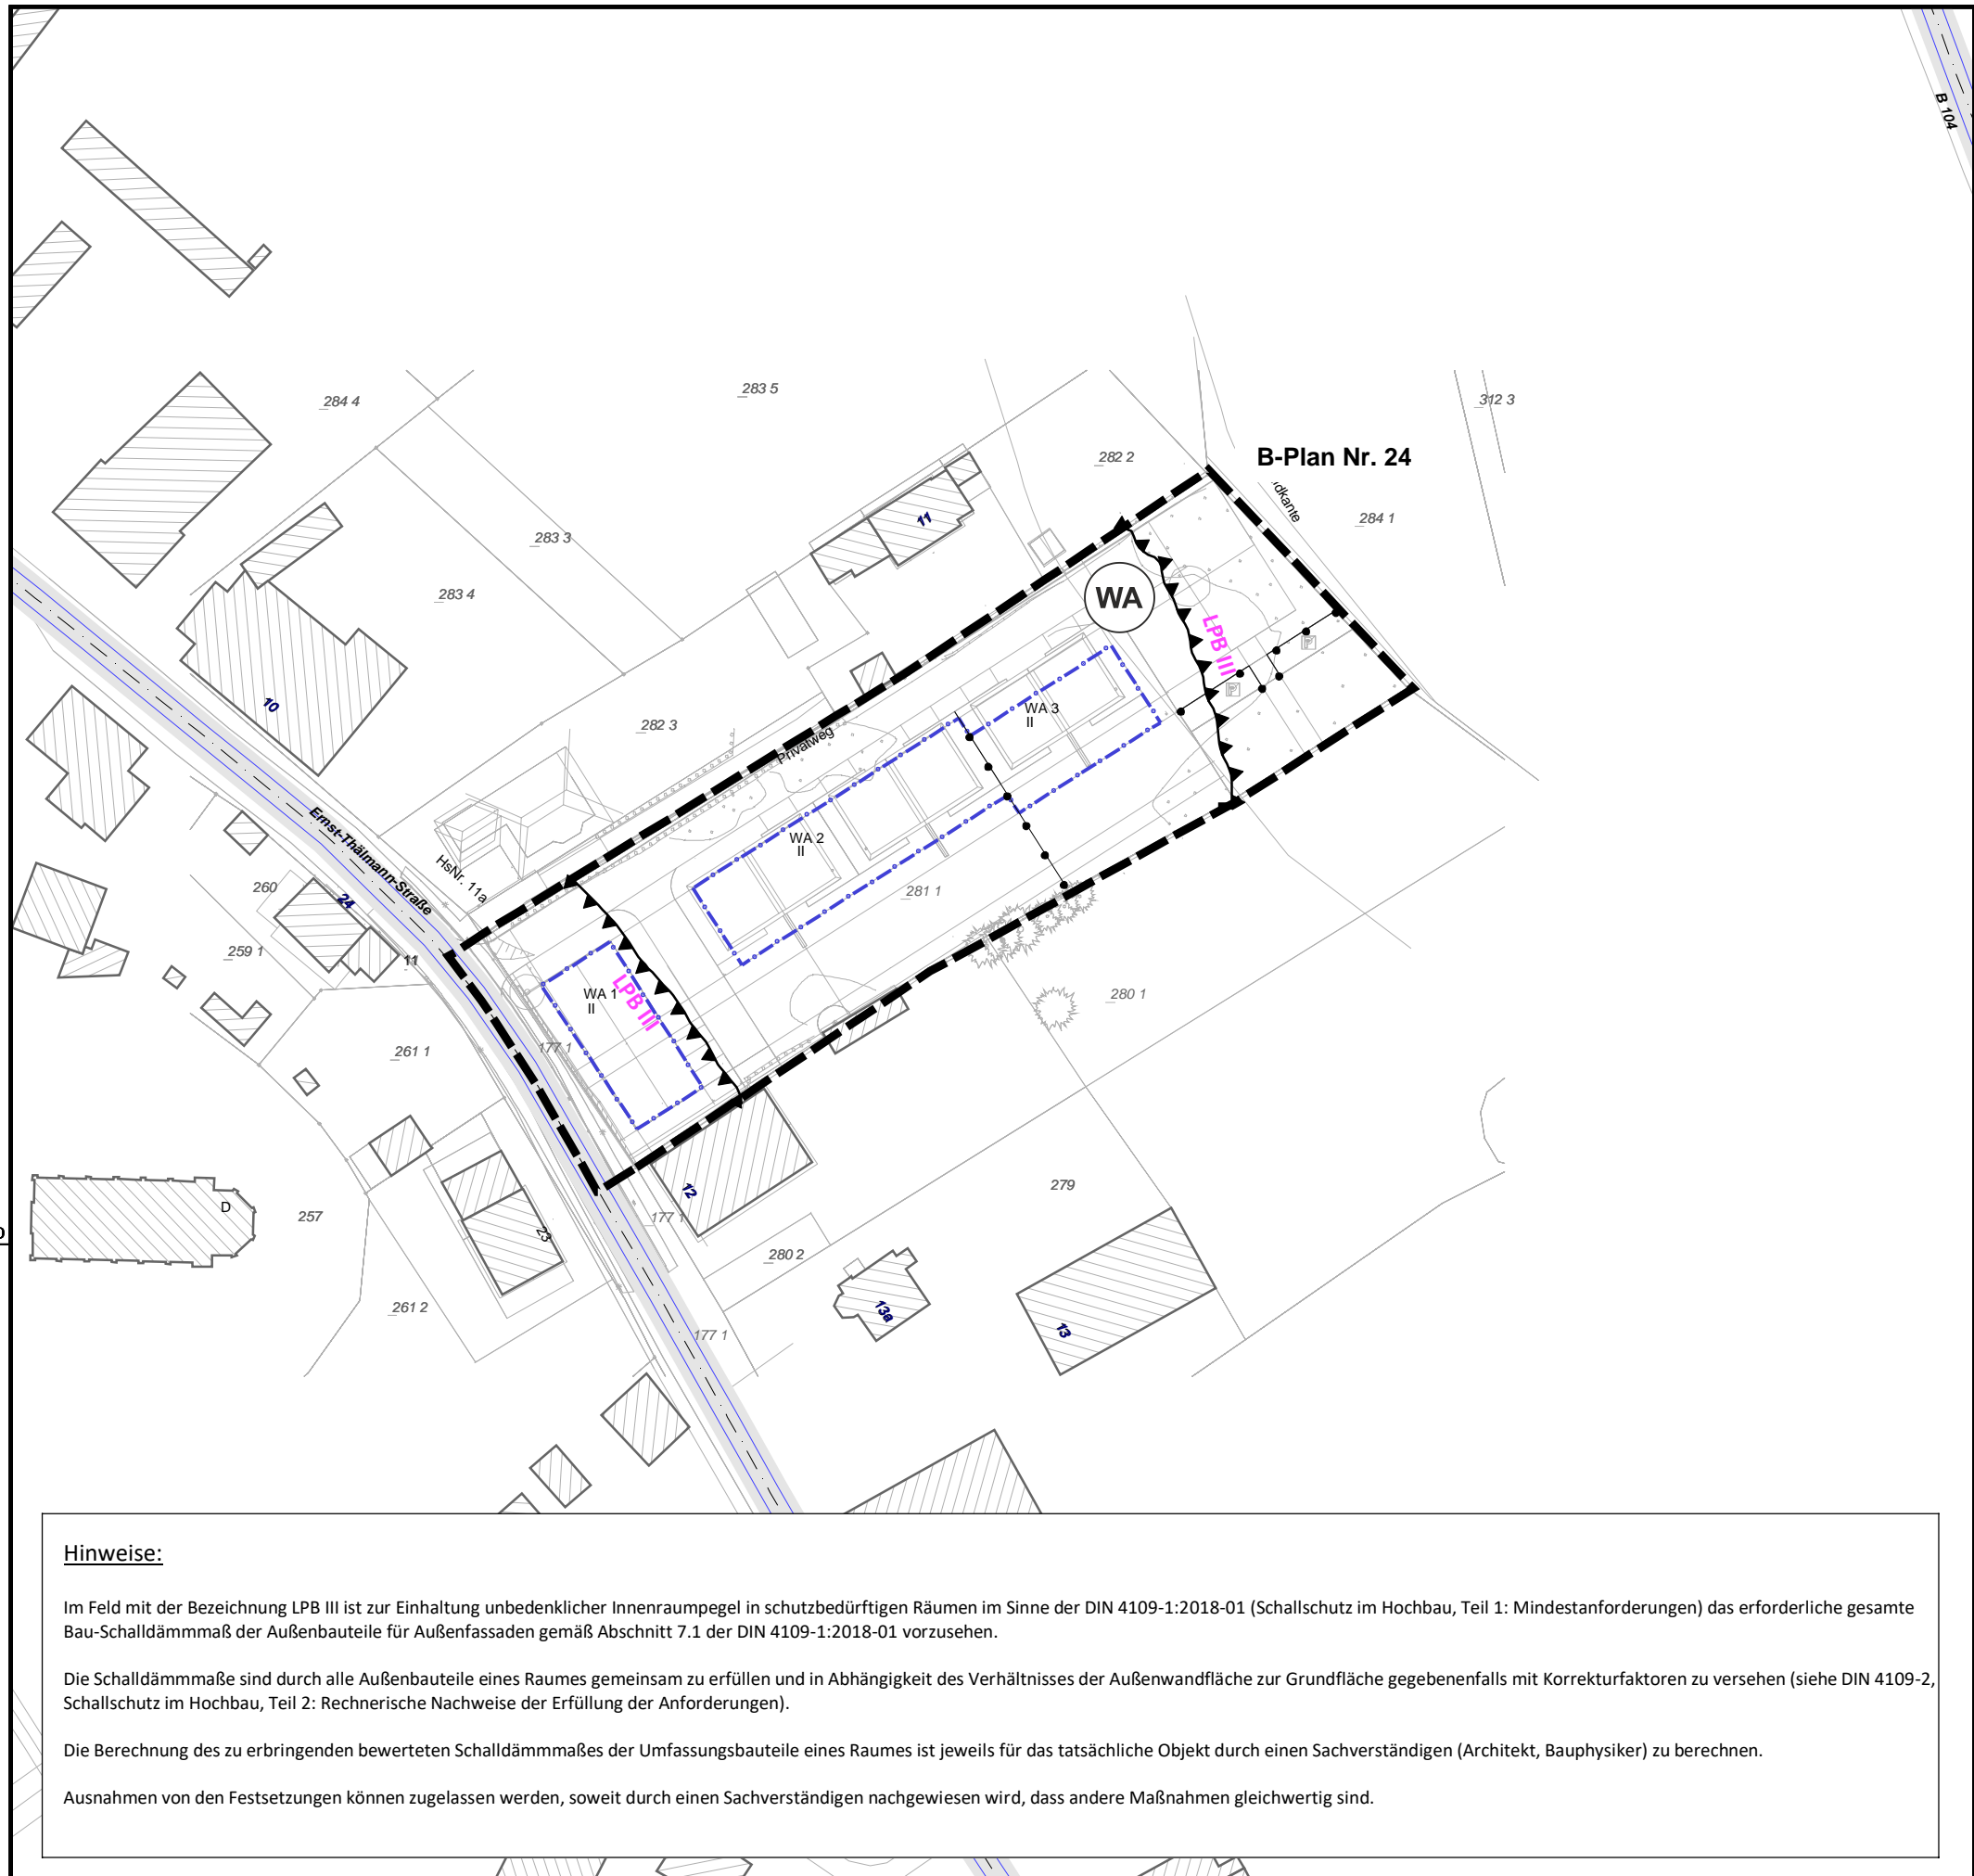 B 104
284 4
283 5
312 3
282 2
B-Plan Nr. 24
dkante
284 1
11
283 3
283 4
WA
LPB III
P
P
10
282 3
WA 3
II
Privatweg
WA 2
II
Ernst-Thälmann-Straße
HsNr. 11a
260
24
281 1
259 1
11
WA 1
II
LPB III
280 1
261 1
177 1
12
279
D
257
23
177 1
280 2
261 2
13a
13
177 1
Hinweise:
Im Feld mit der Bezeichnung LPB III ist zur Einhaltung unbedenklicher Innenraumpegel in schutzbedürftigen Räumen im Sinne der DIN 4109-1:2018-01 (Schallschutz im Hochbau, Teil 1: Mindestanforderungen) das erforderliche gesamte
Bau-Schalldämmmaß der Außenbauteile für Außenfassaden gemäß Abschnitt 7.1 der DIN 4109-1:2018-01 vorzusehen.
Die Schalldämmmaße sind durch alle Außenbauteile eines Raumes gemeinsam zu erfüllen und in Abhängigkeit des Verhältnisses der Außenwandfläche zur Grundfläche gegebenenfalls mit Korrekturfaktoren zu versehen (siehe DIN 4109-2,
Schallschutz im Hochbau, Teil 2: Rechnerische Nachweise der Erfüllung der Anforderungen).
Die Berechnung des zu erbringenden bewerteten Schalldämmmaßes der Umfassungsbauteile eines Raumes ist jeweils für das tatsächliche Objekt durch einen Sachverständigen (Architekt, Bauphysiker) zu berechnen.
Ausnahmen von den Festsetzungen können zugelassen werden, soweit durch einen Sachverständigen nachgewiesen wird, dass andere Maßnahmen gleichwertig sind.